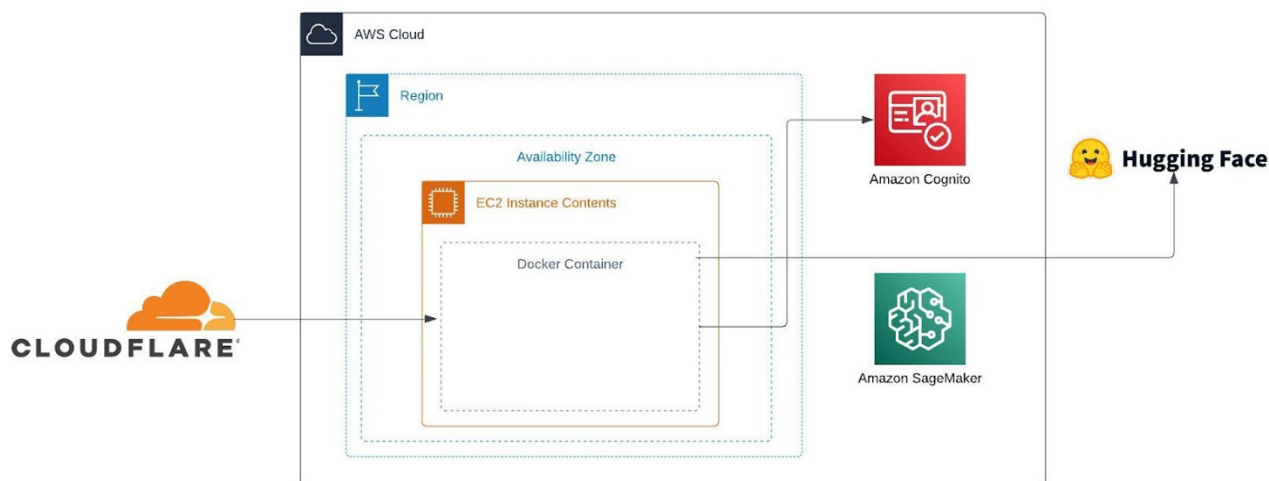 AWS Cloud
Region
Availability Zone
EC2 Instance Contents
Docker Container
Amazon Cognito
Hugging Face
CLOUDFLARE
Amazon SageMaker